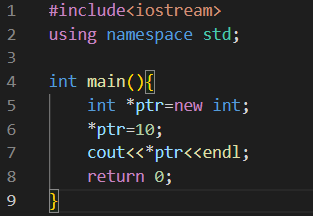 1 #include<iostream>
2 using namespace std;
3
4 int main(){
5     int *ptr=new int;
6     *ptr=10;
7     cout<<*ptr<<endl;
8     return 0;
9 }